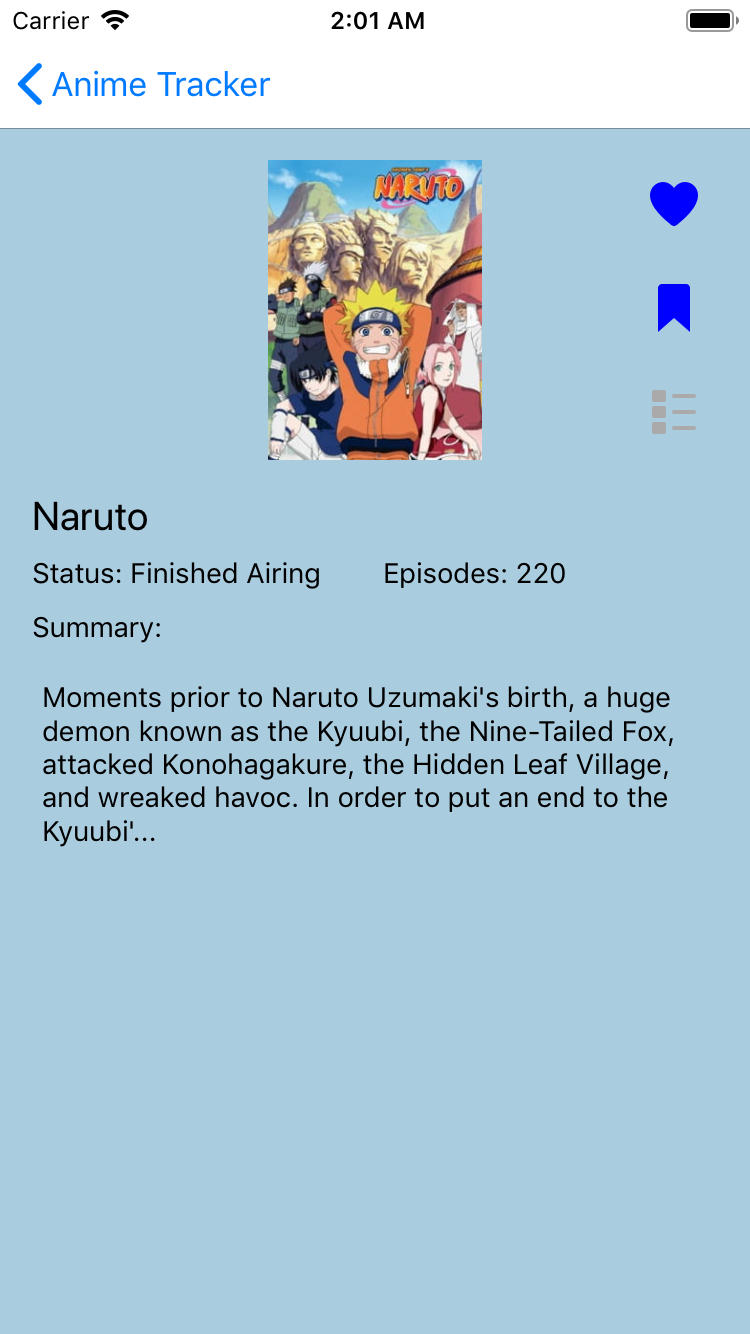 Carrier
2:01 AM
Anime Tracker
NARUTO
Naruto
Status: Finished Airing
Episodes: 220
Summary:
Moments prior to Naruto Uzumaki's birth, a huge
demon known as the Kyuubi, the Nine-Tailed Fox,
attacked Konohagakure, the Hidden Leaf Village,
and wreaked havoc. In order to put an end to the
Kyuubi'...